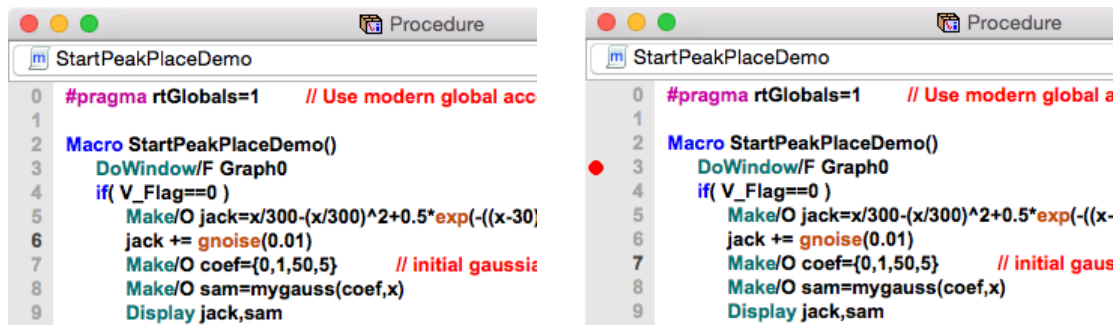 Procedure
m StartPeakPlaceDemo
0 #pragma rtGlobals=1 // Use modern global acc
1
2 Macro StartPeakPlaceDemo()
3 DoWindow/F Graph0
4 if( V_Flag==0 )
5 Make/O jack=x/300-(x/300)^2+0.5*exp(-((x-30)
6 jack += gnoise(0.01)
7 Make/O coef={0,1,50,5} // initial gaussia
8 Make/O sam=mygauss(coef,x)
9 Display jack,sam
Procedure
m StartPeakPlaceDemo
0 #pragma rtGlobals=1 // Use modern global a
1
2 Macro StartPeakPlaceDemo()
3 DoWindow/F Graph0
4 if( V_Flag==0 )
5 Make/O jack=x/300-(x/300)^2+0.5*exp(-((x-
6 jack += gnoise(0.01)
7 Make/O coef={0,1,50,5} // initial gaus
8 Make/O sam=mygauss(coef,x)
9 Display jack,sam